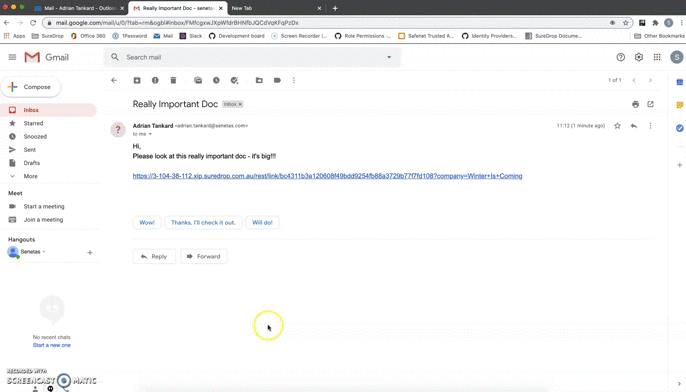 Mail - Adrian Tankard - Outloo
Really Important Doc - senetas
New Tab
mail.google.com/mail/u/0/?tab=rm&ogbl#inbox/
Apps
SureDrop
Office 360
1Password
Mail
Slack
Development board
Screen Recorder |
Role Permissions
Safenet Trusted A
Identity Providers
SureDrop Docume
Other Bookmarks
Gmail
Search mail
S
Compose
1 of 1
Inbox
Starred
Snoozed
Sent
Drafts
More
Really Important Doc
Inbox ×
Adrian Tankard <adrian.tankard@senetas.com>
11:12 (1 minute ago)
to me
Hi,
Please look at this really important doc - it's big!!!
https://3-104-38-112.xip.suredrop.com.au/rest/link/bc4311b3a120608f49bdd9254fb88a3729b77f7fd108?company=Winter+Is+Coming
Wow!
Thanks, I'll check it out.
Will do!
Reply
Forward
Meet
Start a meeting
Join a meeting
Hangouts
Senetas
No recent chats
Start a new one
RECORDED WITH
SCREENCAST MATIC